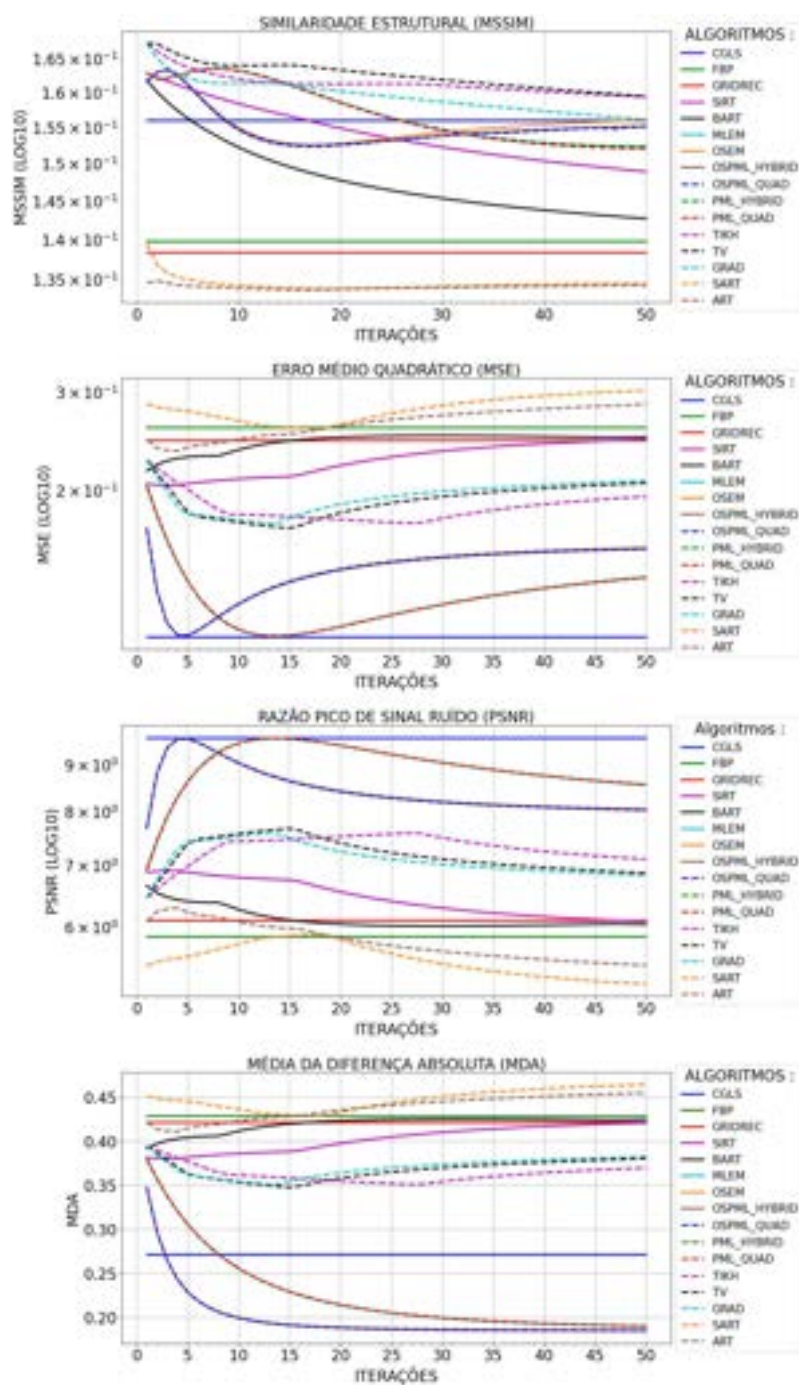 SIMILARIDADE ESTRUTURAL (MSSIM)
MSSIM (LOG10)
1.65 × 10⁻¹
1.6 × 10⁻¹
1.55 × 10⁻¹
1.5 × 10⁻¹
1.45 × 10⁻¹
1.4 × 10⁻¹
1.35 × 10⁻¹
0 5 10 15 20 25 30 35 40 45 50
ITERAÇÕES
ALGORITMOS :
CGLS
FBP
GRIDREC
SIRT
BART
MLEM
OSEM
OSPML_HYBRID
OSPML_QUAD
PML_HYBRID
PML_QUAD
TIKH
TV
GRAD
SART
ART
ERRO MÉDIO QUADRÁTICO (MSE)
MSE (LOG10)
3 × 10⁻¹
2 × 10⁻¹
0 5 10 15 20 25 30 35 40 45 50
ITERAÇÕES
ALGORITMOS :
CGLS
FBP
GRIDREC
SIRT
BART
MLEM
OSEM
OSPML_HYBRID
OSPML_QUAD
PML_HYBRID
PML_QUAD
TIKH
TV
GRAD
SART
ART
RAZÃO PICO DE SINAL RUÍDO (PSNR)
PSNR (LOG10)
9 × 10⁰
8 × 10⁰
7 × 10⁰
6 × 10⁰
0 5 10 15 20 25 30 35 40 45 50
ITERAÇÕES
Algoritmos :
CGLS
FBP
GRIDREC
SIRT
BART
MLEM
OSEM
OSPML_HYBRID
OSPML_QUAD
PML_HYBRID
PML_QUAD
TIKH
TV
GRAD
SART
ART
MÉDIA DA DIFERENÇA ABSOLUTA (MDA)
MDA
0.45
0.40
0.35
0.30
0.25
0.20
0 5 10 15 20 25 30 35 40 45 50
ITERAÇÕES
ALGORITMOS :
CGLS
FBP
GRIDREC
SIRT
BART
MLEM
OSEM
OSPML_HYBRID
OSPML_QUAD
PML_HYBRID
PML_QUAD
TIKH
TV
GRAD
SART
ART